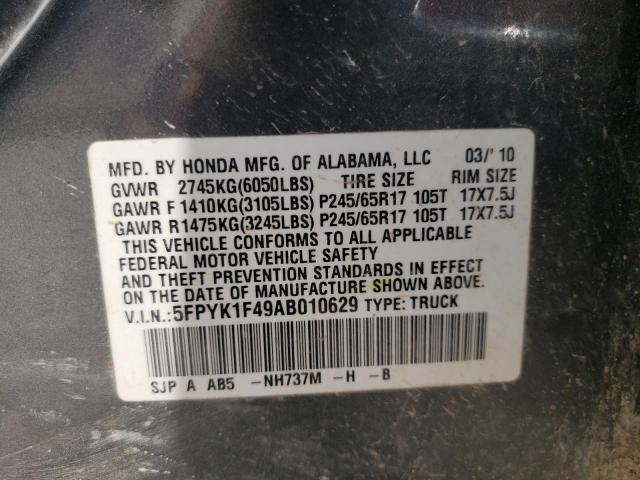 MFD. BY HONDA MFG. OF ALABAMA, LLC 03/'10
GVWR 2745KG(6050LBS) TIRE SIZE RIM SIZE
GAWR F 1410KG(3105LBS) P245/65R17 105T 17X7.5J
GAWR R 1475KG(3245LBS) P245/65R17 105T 17X7.5J
THIS VEHICLE CONFORMS TO ALL APPLICABLE
FEDERAL MOTOR VEHICLE SAFETY
AND THEFT PREVENTION STANDARDS IN EFFECT
ON THE DATE OF MANUFACTURE SHOWN ABOVE.
V.I.N.: 5FPYK1F49AB010629 TYPE: TRUCK
SJP A AB5 -NH737M -H -B